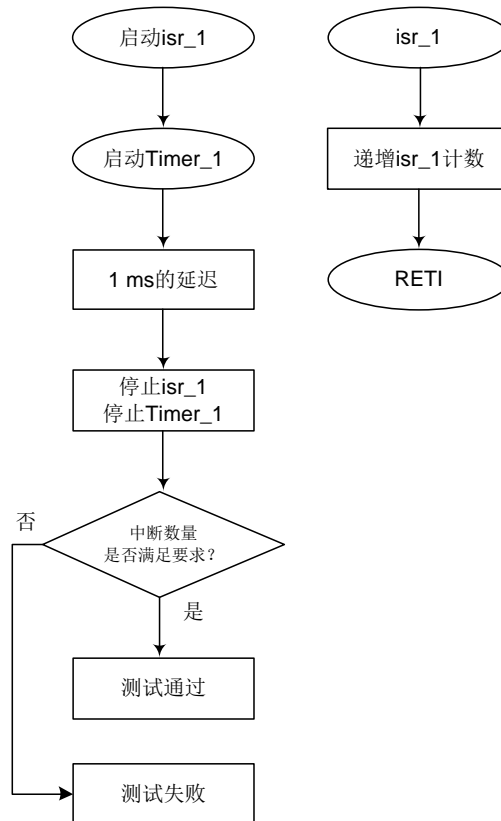 启动isr_1
启动Timer_1
1 ms的延迟
停止isr_1
停止Timer_1
中断数量
是否满足要求？
否
是
测试通过
测试失败
isr_1
递增isr_1计数
RETI